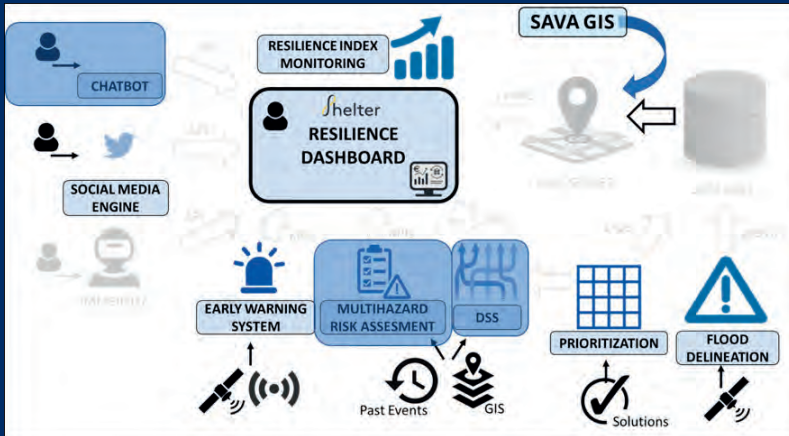 SAVA GIS
RESILIENCE INDEX
MONITORING
CHATBOT
Shelter
RESILIENCE
DASHBOARD
SOCIAL MEDIA
ENGINE
EARLY WARNING
SYSTEM
MULTIHAZARD
RISK ASSESMENT
DSS
PRIORITIZATION
FLOOD
DELINEATION
Past Events
GIS
Solutions